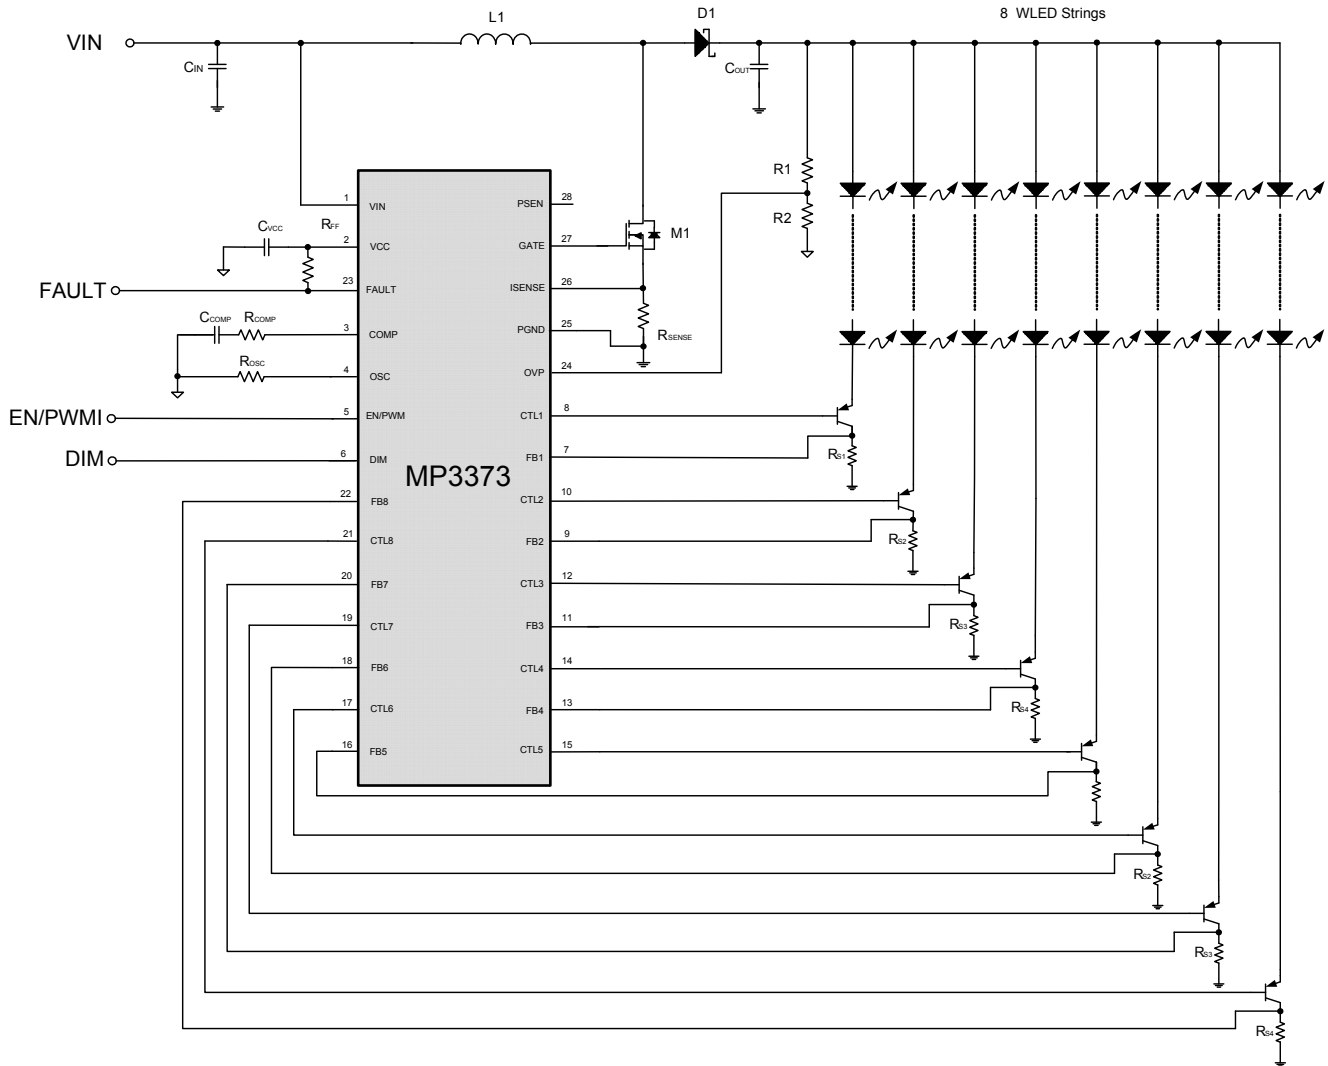 L1
D1
8 WLED Strings
VIN
CIN
COUT
R1
R2
1
VIN
PSEN
28
CVCC
RFF
2
VCC
GATE
27
M1
FAULT
23
FAULT
ISENSE
26
CCOMP
RCOMP
3
COMP
PGND
25
RSENSE
ROSC
4
OSC
OVP
24
EN/PWMI
5
EN/PWM
CTL1
8
DIM
6
DIM
FB1
7
RS1
MP3373
22
FB8
CTL2
10
21
CTL8
FB2
9
RS2
20
FB7
CTL3
12
19
CTL7
FB3
11
RS3
18
FB6
CTL4
14
17
CTL6
FB4
13
RS4
16
FB5
CTL5
15
RS2
RS3
RS4